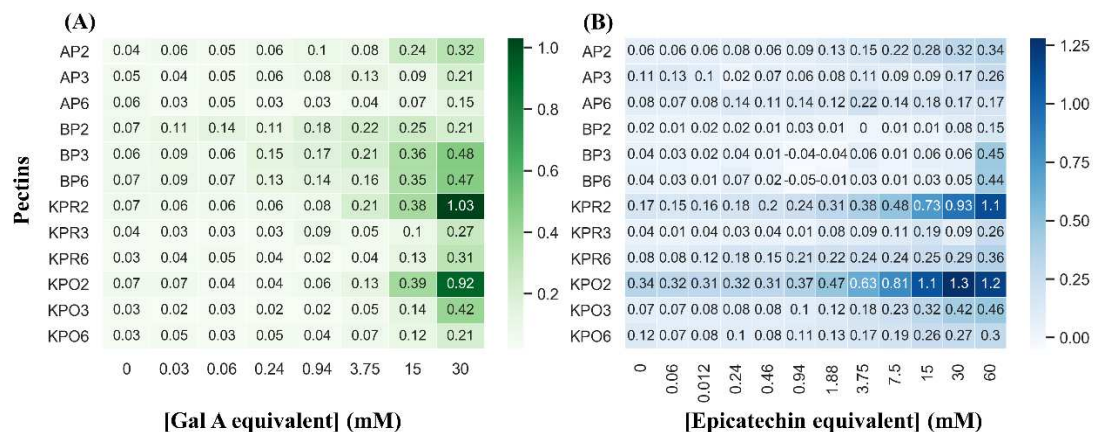 (A)
(B)
Pectins
AP2 0.04 0.06 0.05 0.06 0.1 0.08 0.24 0.32
AP3 0.05 0.04 0.05 0.06 0.08 0.13 0.09 0.21
AP6 0.06 0.03 0.05 0.03 0.03 0.04 0.07 0.15
BP2 0.07 0.11 0.14 0.11 0.18 0.22 0.25 0.21
BP3 0.06 0.09 0.06 0.15 0.17 0.21 0.36 0.48
BP6 0.07 0.09 0.07 0.13 0.14 0.16 0.35 0.47
KPR2 0.07 0.06 0.06 0.06 0.08 0.21 0.38 1.03
KPR3 0.04 0.03 0.03 0.03 0.09 0.05 0.1 0.27
KPR6 0.03 0.04 0.05 0.04 0.02 0.04 0.13 0.31
KPO2 0.07 0.07 0.04 0.04 0.06 0.13 0.39 0.92
KPO3 0.03 0.02 0.03 0.02 0.02 0.05 0.14 0.42
KPO6 0.03 0.05 0.03 0.05 0.04 0.07 0.12 0.21
0 0.03 0.06 0.24 0.94 3.75 15 30
[Gal A equivalent] (mM)
1.0
0.8
0.6
0.4
0.2
AP2 0.06 0.06 0.06 0.08 0.06 0.09 0.13 0.15 0.22 0.28 0.32 0.34
AP3 0.11 0.13 0.1 0.02 0.07 0.06 0.08 0.11 0.09 0.09 0.17 0.26
AP6 0.08 0.07 0.08 0.14 0.11 0.14 0.12 0.22 0.14 0.18 0.17 0.17
BP2 0.02 0.01 0.02 0.02 0.01 0.03 0.01 0 0.01 0.01 0.08 0.15
BP3 0.04 0.03 0.02 0.04 0.01 -0.04 -0.04 0.06 0.01 0.06 0.06 0.45
BP6 0.04 0.03 0.01 0.07 0.02 -0.05 -0.01 0.03 0.01 0.03 0.05 0.44
KPR2 0.17 0.15 0.16 0.18 0.2 0.24 0.31 0.38 0.48 0.73 0.93 1.1
KPR3 0.04 0.01 0.04 0.03 0.04 0.01 0.08 0.09 0.11 0.19 0.09 0.26
KPR6 0.08 0.08 0.12 0.18 0.15 0.21 0.22 0.24 0.24 0.25 0.29 0.36
KPO2 0.34 0.32 0.31 0.32 0.31 0.37 0.47 0.63 0.81 1.1 1.3 1.2
KPO3 0.07 0.07 0.08 0.08 0.08 0.1 0.12 0.18 0.23 0.32 0.42 0.46
KPO6 0.12 0.07 0.08 0.1 0.08 0.11 0.13 0.17 0.19 0.26 0.27 0.3
0 0.06 0.012 0.24 0.46 0.94 1.88 3.75 7.5 15 30 60
[Epicatechin equivalent] (mM)
1.25
1.00
0.75
0.50
0.25
0.00